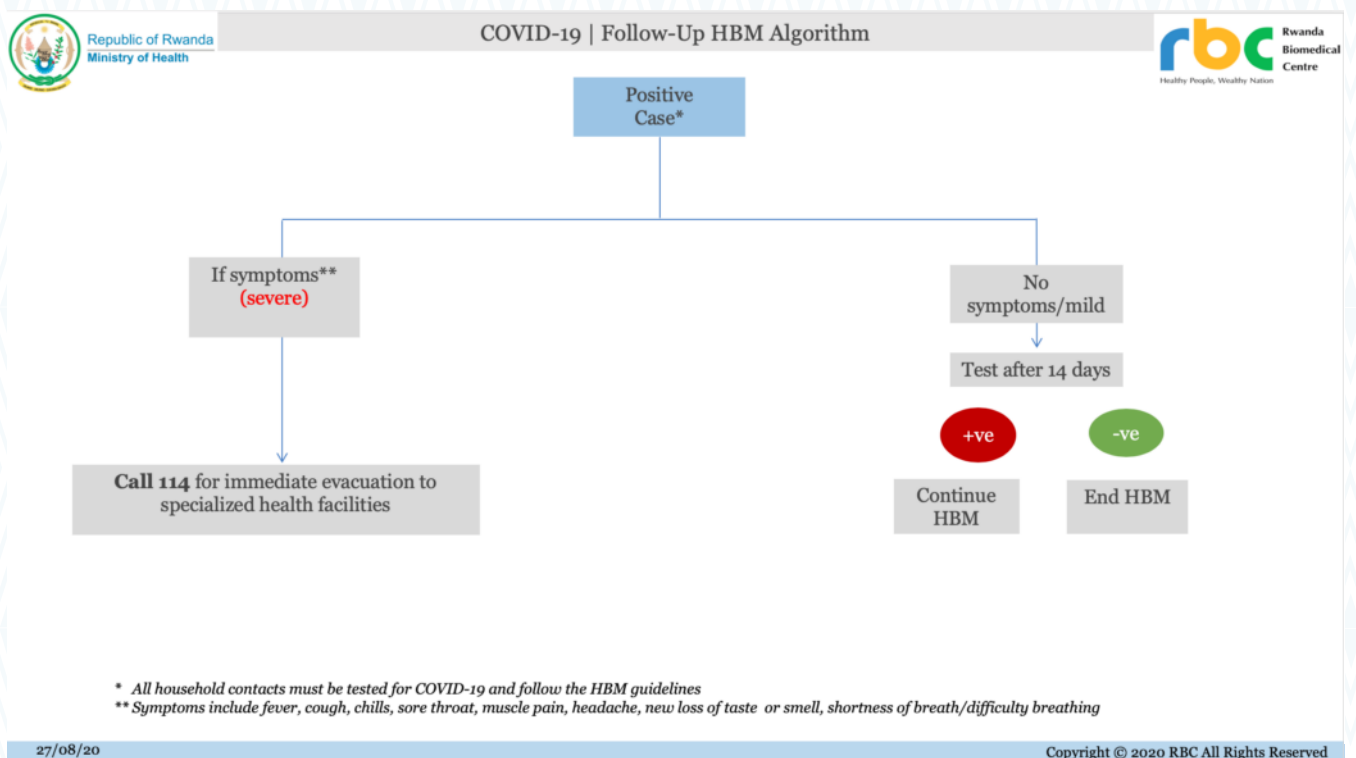 Republic of Rwanda
Ministry of Health
COVID-19 | Follow-Up HBM Algorithm
rbc
Rwanda
Biomedical
Centre
Healthy People, Wealthy Nation
Positive
Case*
If symptoms**
(severe)
No
symptoms/mild
Test after 14 days
+ve
-ve
Call 114 for immediate evacuation to
specialized health facilities
Continue
HBM
End HBM
* All household contacts must be tested for COVID-19 and follow the HBM guidelines
** Symptoms include fever, cough, chills, sore throat, muscle pain, headache, new loss of taste or smell, shortness of breath/difficulty breathing
27/08/20
Copyright © 2020 RBC All Rights Reserved